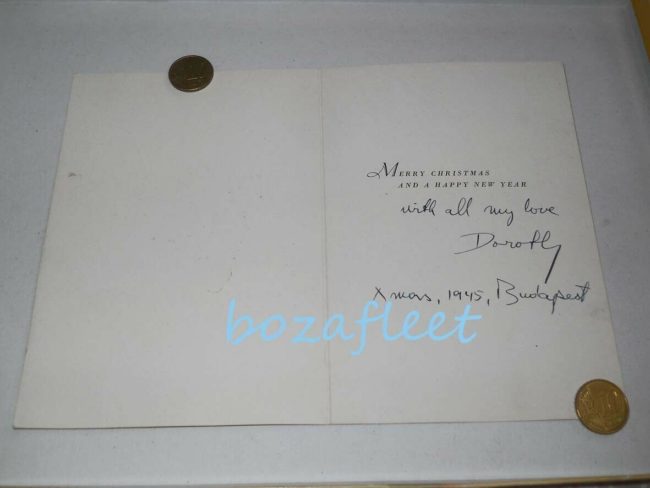 MERRY CHRISTMAS
AND A HAPPY NEW YEAR
with all my love
Dorothy
Xmas, 1945, Budapest
bozafleet